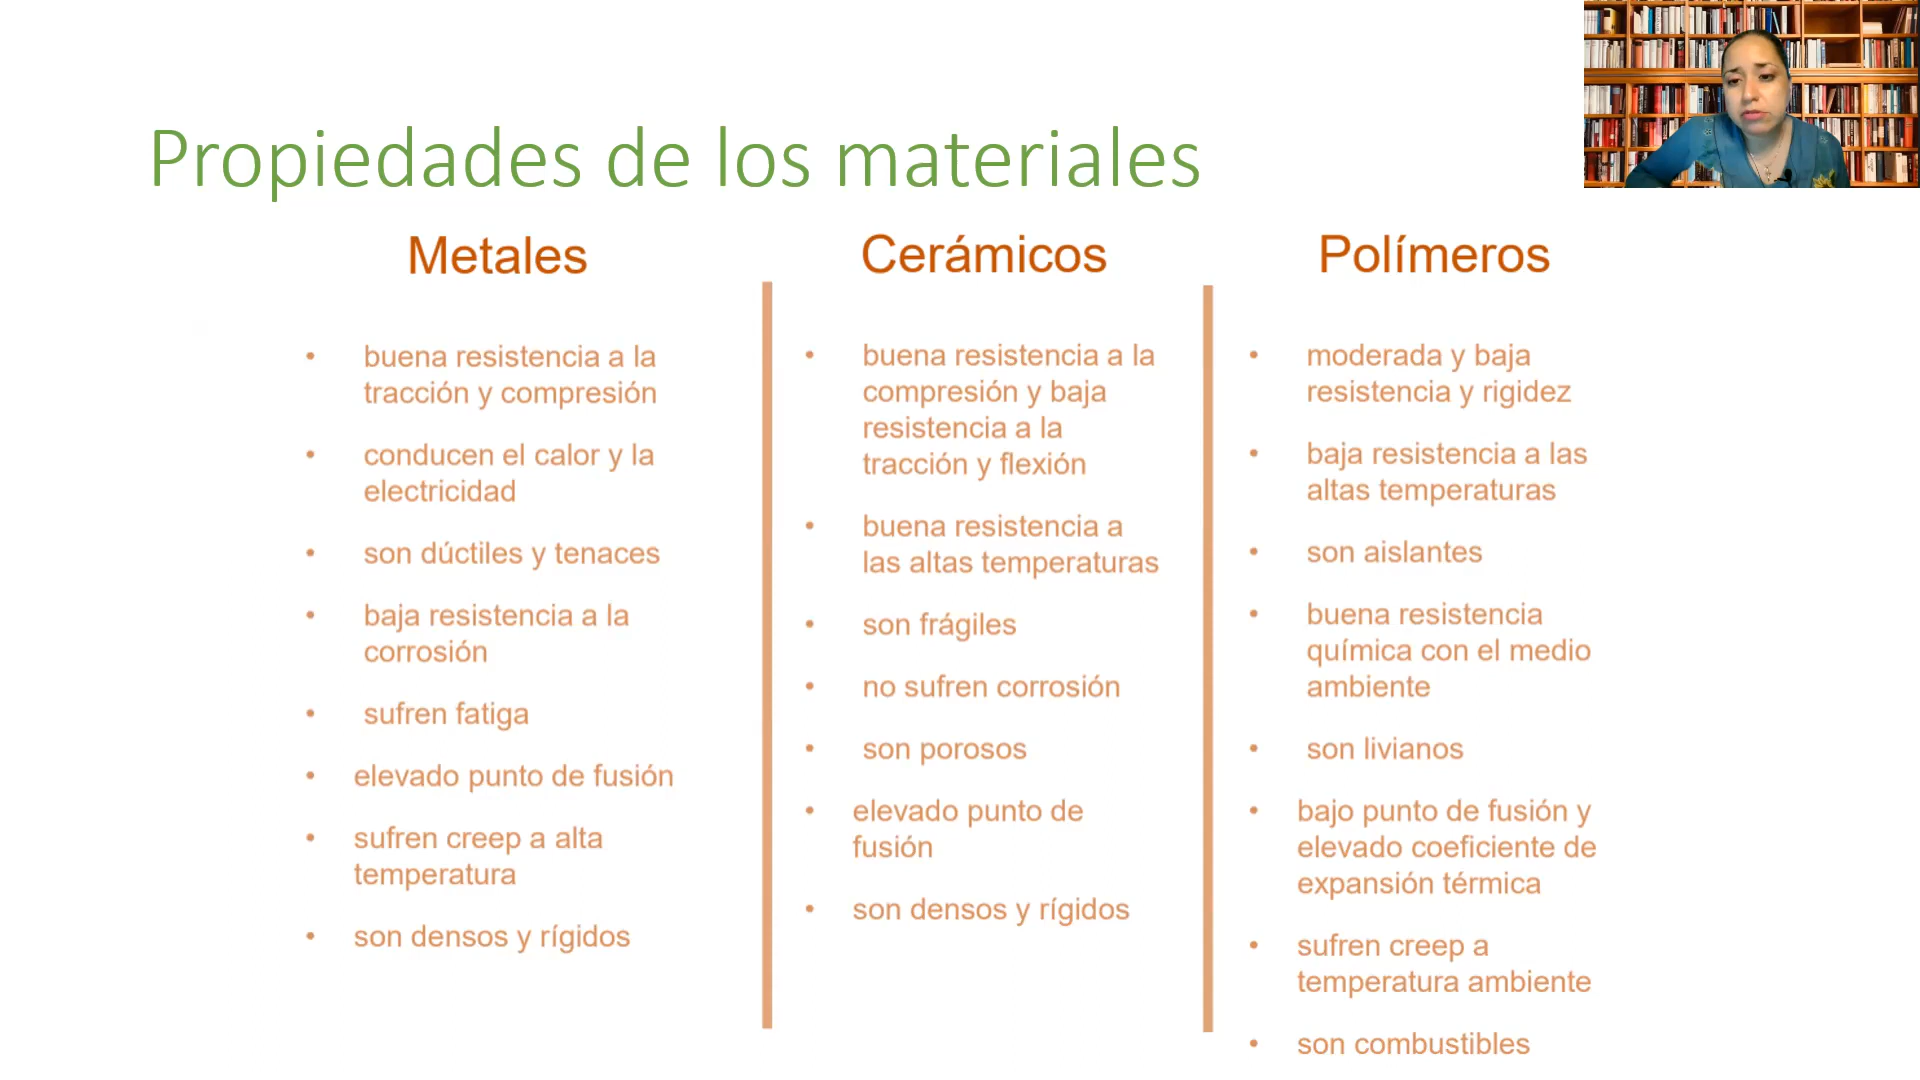 Propiedades de los materiales
Metales
• buena resistencia a la
tracción y compresión
• conducen el calor y la
electricidad
• son dúctiles y tenaces
• baja resistencia a la
corrosión
• sufren fatiga
• elevado punto de fusión
• sufren creep a alta
temperatura
• son densos y rígidos
Cerámicos
• buena resistencia a la
compresión y baja
resistencia a la
tracción y flexión
• buena resistencia a
las altas temperaturas
• son frágiles
• no sufren corrosión
• son porosos
• elevado punto de
fusión
• son densos y rígidos
Polímeros
• moderada y baja
resistencia y rigidez
• baja resistencia a las
altas temperaturas
• son aislantes
• buena resistencia
química con el medio
ambiente
• son livianos
• bajo punto de fusión y
elevado coeficiente de
expansión térmica
• sufren creep a
temperatura ambiente
• son combustibles